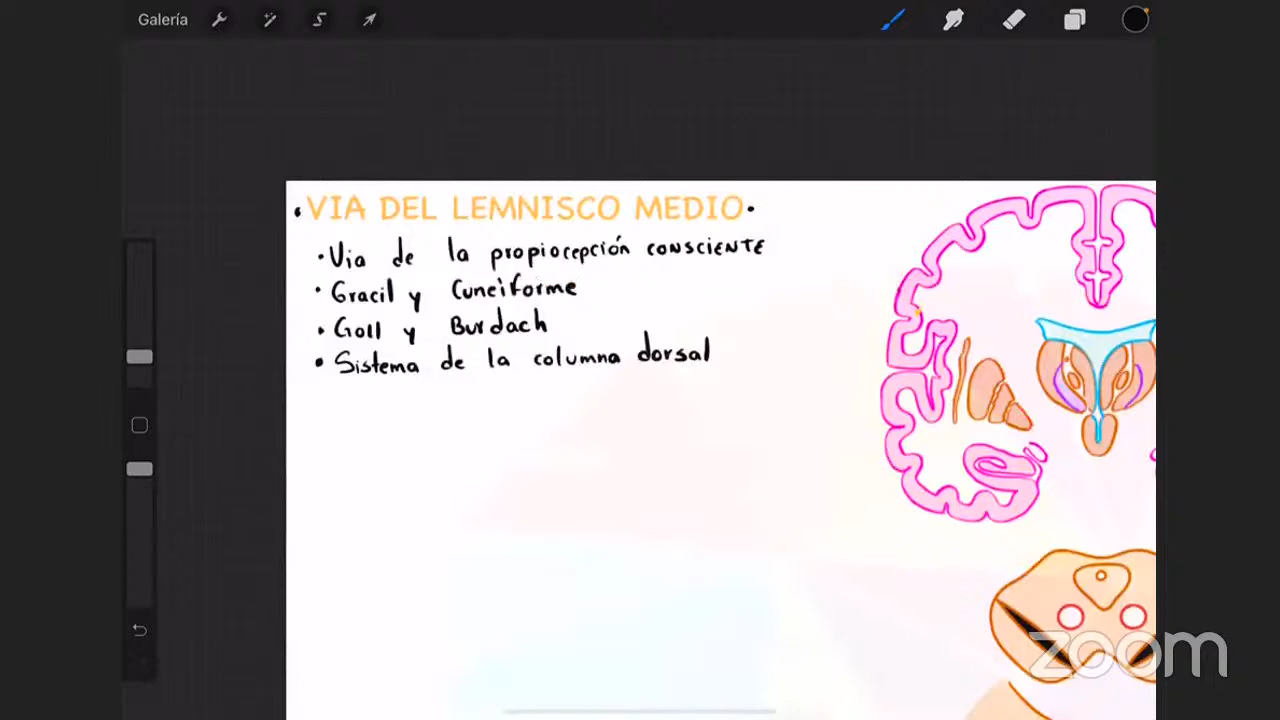 Galería
VIA DEL LEMNISCO MEDIO
• Via de la propiocepción CONSCIENTE
• Gracil y Cuneiforme
• Goll y Burdach
• Sistema de la columna dorsal
zoom